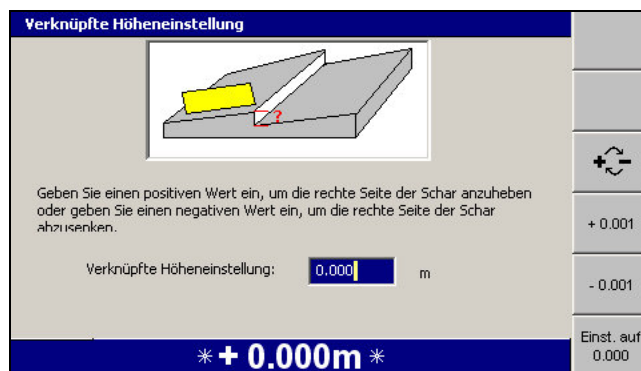 Verknüpfte Höheneinstellung
?
Geben Sie einen positiven Wert ein, um die rechte Seite der Schar anzuheben
oder geben Sie einen negativen Wert ein, um die rechte Seite der Schar
abzusenken.
Verknüpfte Höheneinstellung: 0.000 m
+ -
+ 0.001
- 0.001
Einst. auf
0.000
* + 0.000m *